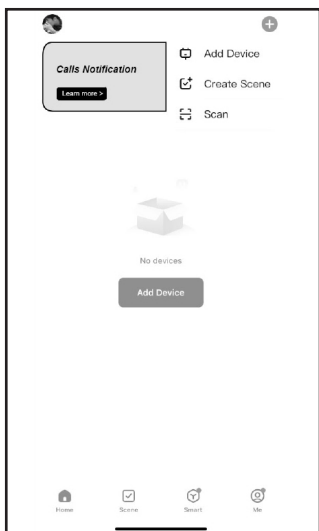 Calls Notification
Learn more >
Add Device
Create Scene
Scan
No devices
Add Device
Home
Scene
Smart
Me